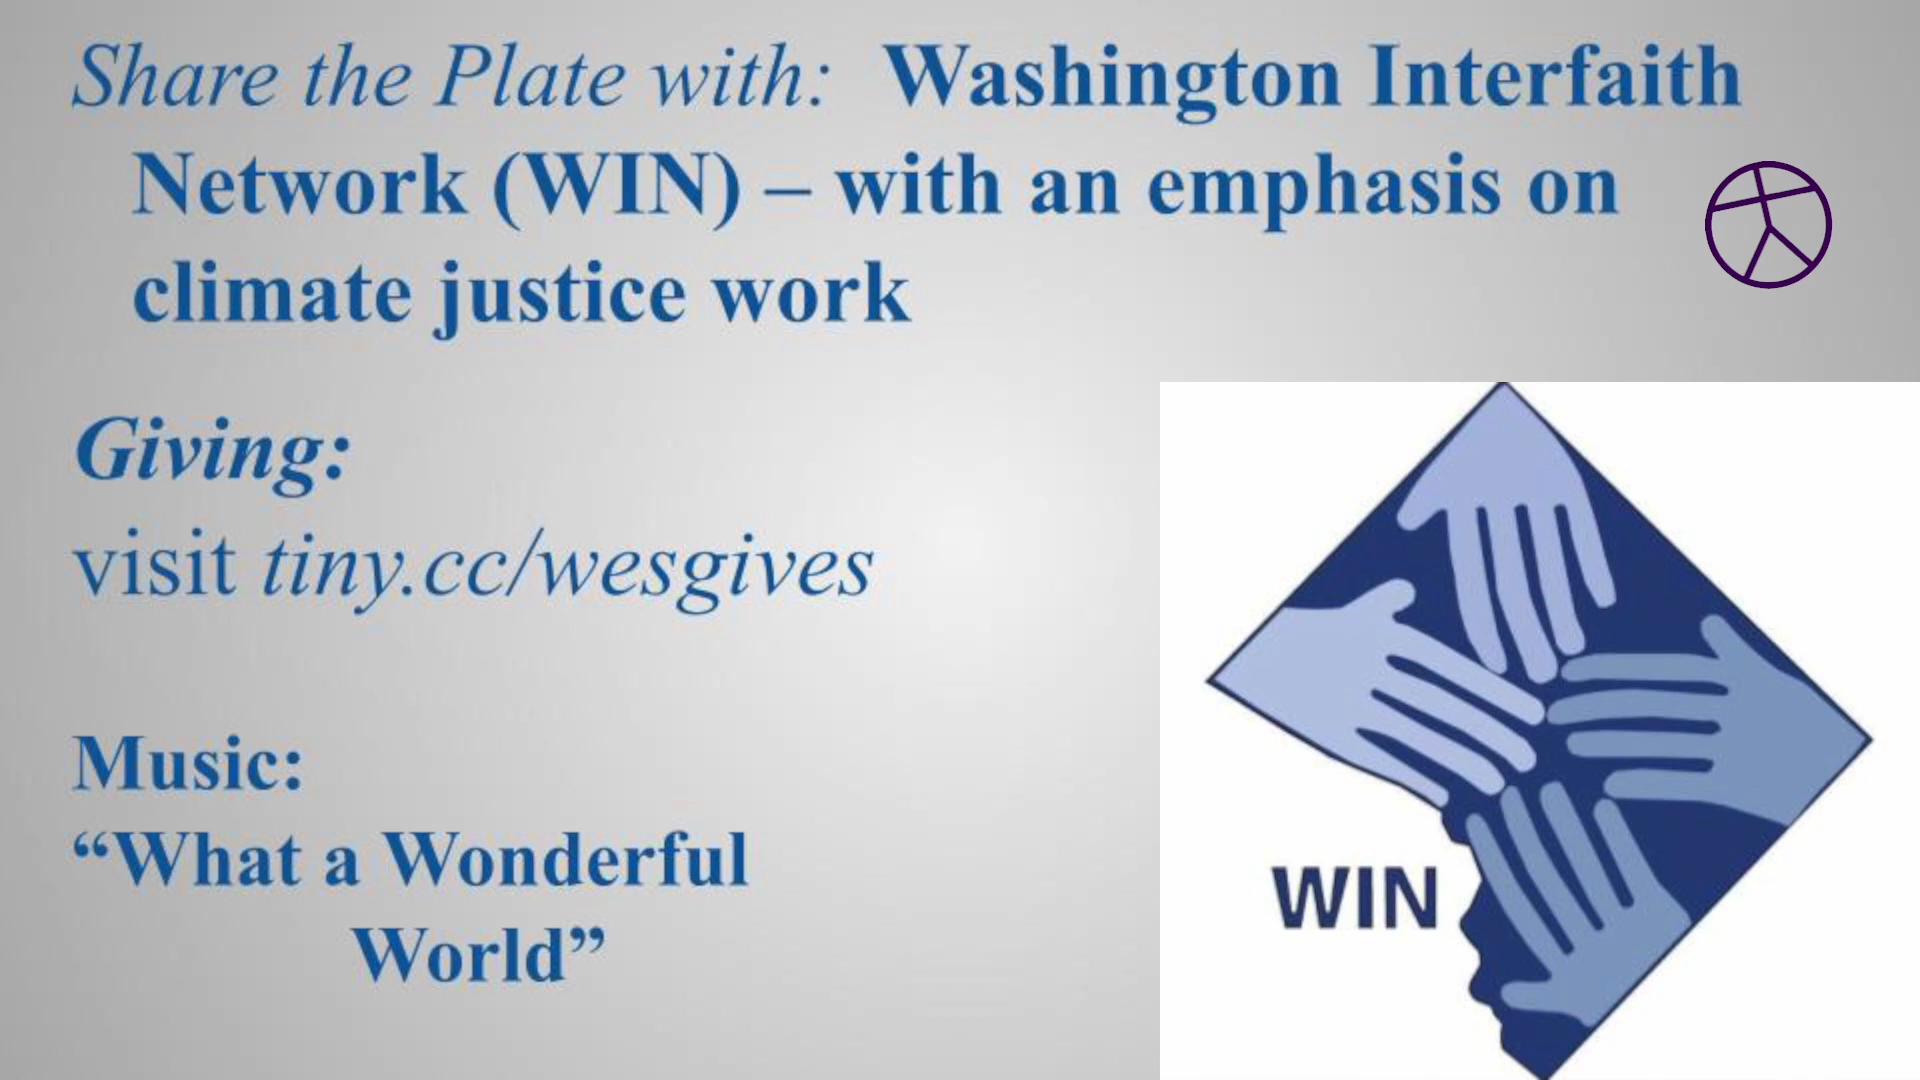 Share the Plate with: Washington Interfaith
Network (WIN) – with an emphasis on
climate justice work
Giving:
visit tiny.cc/wesgives
Music:
“What a Wonderful
World”
WIN